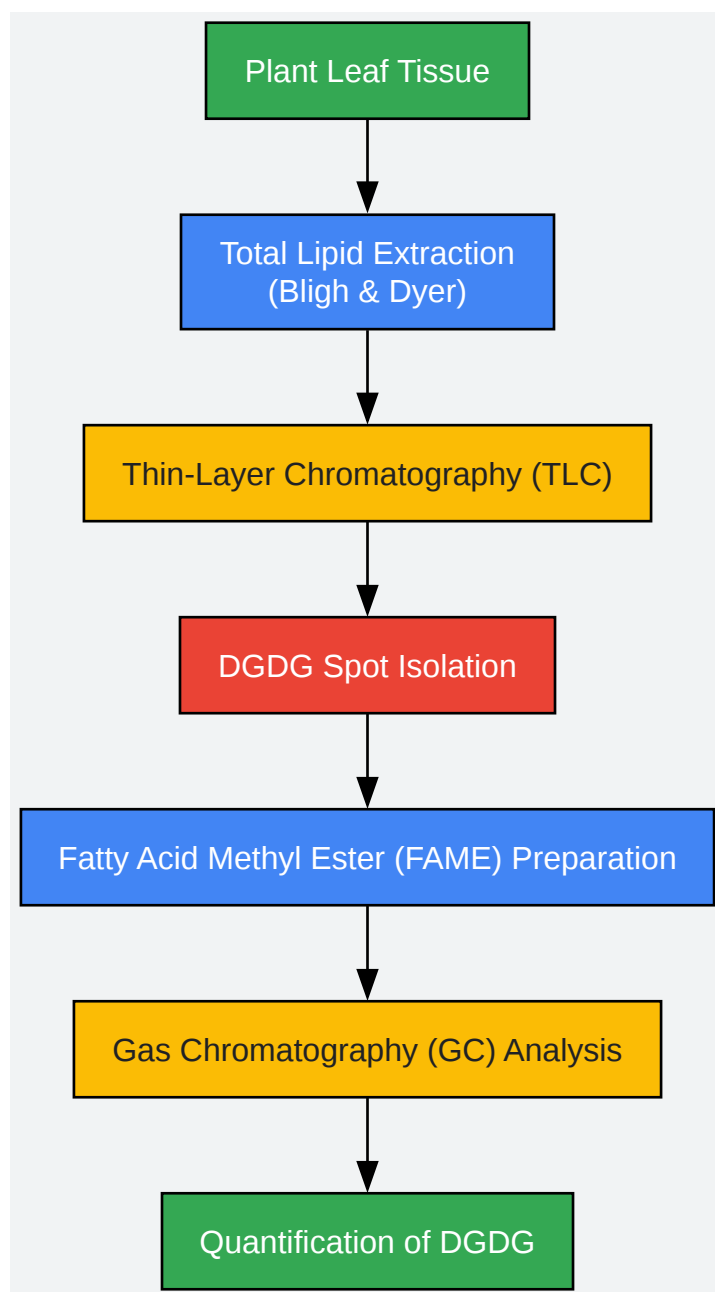 Plant Leaf Tissue
Total Lipid Extraction
(Bligh & Dyer)
Thin-Layer Chromatography (TLC)
DGDG Spot Isolation
Fatty Acid Methyl Ester (FAME) Preparation
Gas Chromatography (GC) Analysis
Quantification of DGDG